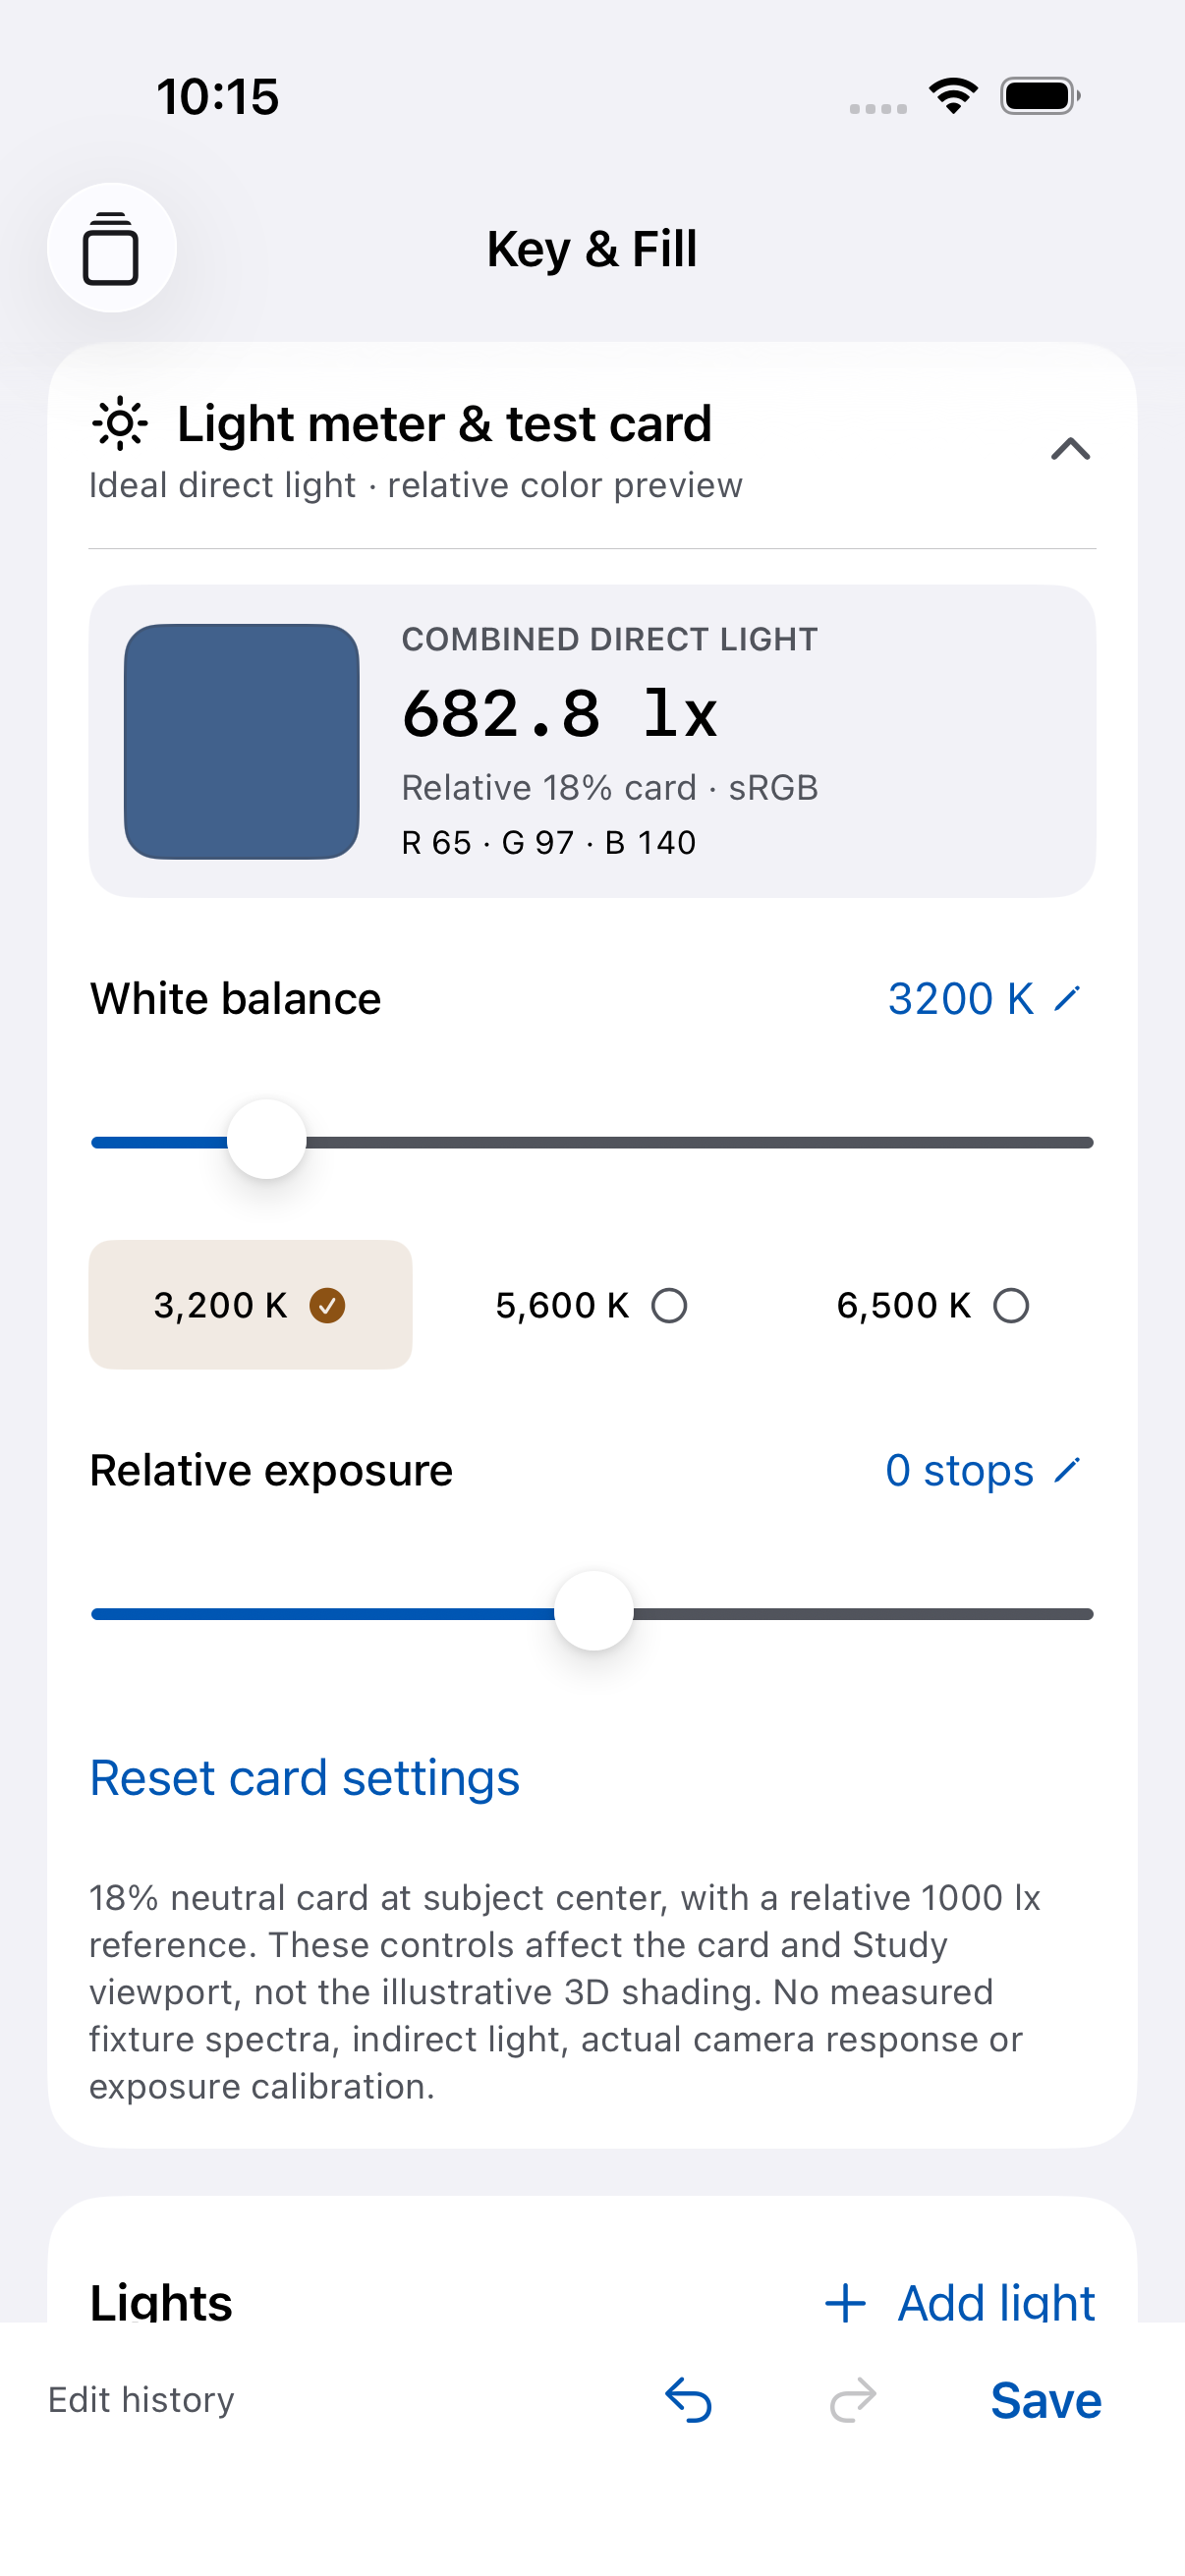 10:15
Key & Fill
Light meter & test card
Ideal direct light · relative color preview
COMBINED DIRECT LIGHT
682.8 lx
Relative 18% card · sRGB
R 65 · G 97 · B 140
White balance
3200 K
3,200 K
5,600 K
6,500 K
Relative exposure
0 stops
Reset card settings
18% neutral card at subject center, with a relative 1000 lx
reference. These controls affect the card and Study
viewport, not the illustrative 3D shading. No measured
fixture spectra, indirect light, actual camera response or
exposure calibration.
Lights
Add light
Edit history
Save